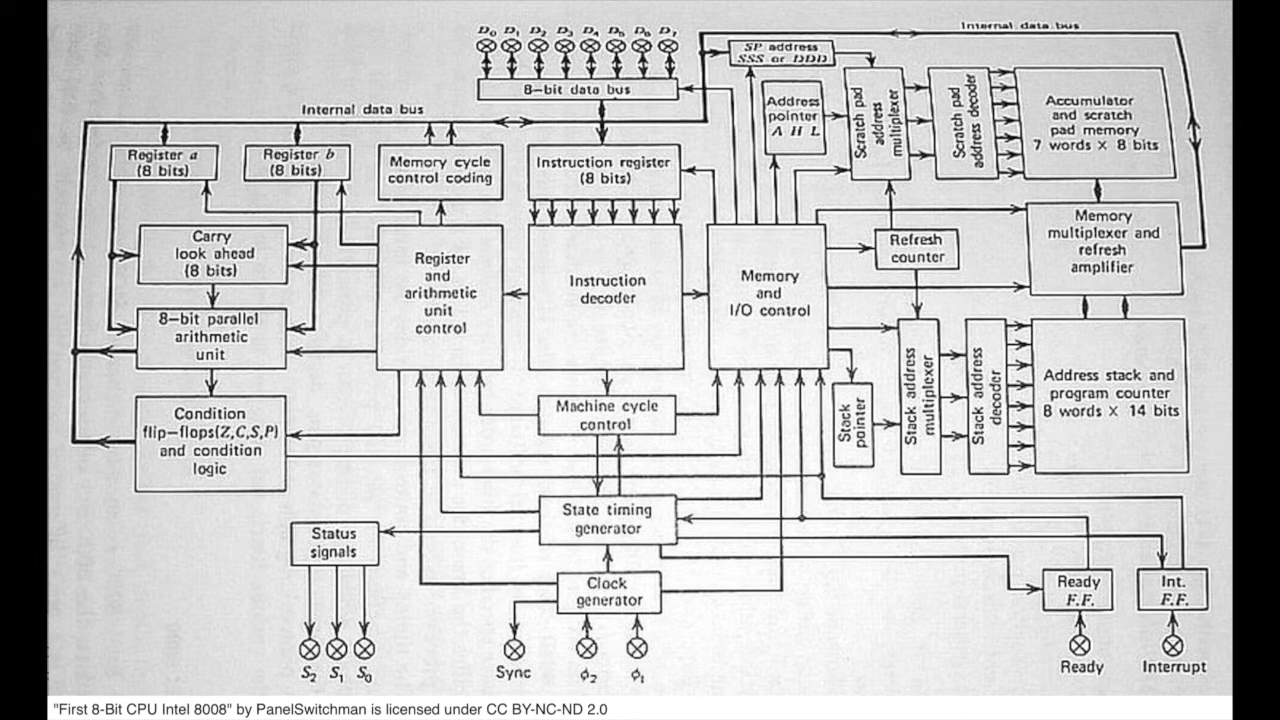 Internal data bus
D₀ D₁ D₂ D₃ D₄ D₅ D₆ D₇
SP address
SSS or DDD
8-bit data bus
Internal data bus
Address
pointer
A H L
Scratch pad
address
multiplexer
Scratch pad
address decoder
Accumulator
and scratch
pad memory
7 words X 8 bits
Register a
(8 bits)
Register b
(8 bits)
Memory cycle
control coding
Instruction register
(8 bits)
Carry
look ahead
(8 bits)
Register
and
arithmetic
unit
control
Instruction
decoder
Memory
and
I/O control
Refresh
counter
Memory
multiplexer and
refresh
amplifier
8-bit parallel
arithmetic
unit
Condition
flip-flops(Z,C,S,P)
and condition
logic
Machine cycle
control
Stack
pointer
Stack address
multiplexer
Stack address
decoder
Address stack and
program counter
8 words X 14 bits
State timing
generator
Status
signals
Clock
generator
Ready
F.F.
Int.
F.F.
S₂ S₁ S₀
Sync
ϕ₂ ϕ₁
Ready
Interrupt
"First 8-Bit CPU Intel 8008" by PanelSwitchman is licensed under CC BY-NC-ND 2.0